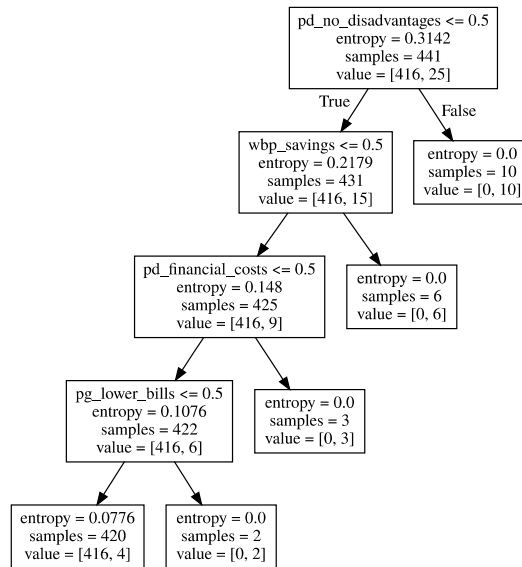 pd_no_disadvantages <= 0.5
entropy = 0.3142
samples = 441
value = [416, 25]
True
False
wbp_savings <= 0.5
entropy = 0.2179
samples = 431
value = [416, 15]
entropy = 0.0
samples = 10
value = [0, 10]
pd_financial_costs <= 0.5
entropy = 0.148
samples = 425
value = [416, 9]
entropy = 0.0
samples = 6
value = [0, 6]
pg_lower_bills <= 0.5
entropy = 0.1076
samples = 422
value = [416, 6]
entropy = 0.0
samples = 3
value = [0, 3]
entropy = 0.0776
samples = 420
value = [416, 4]
entropy = 0.0
samples = 2
value = [0, 2]